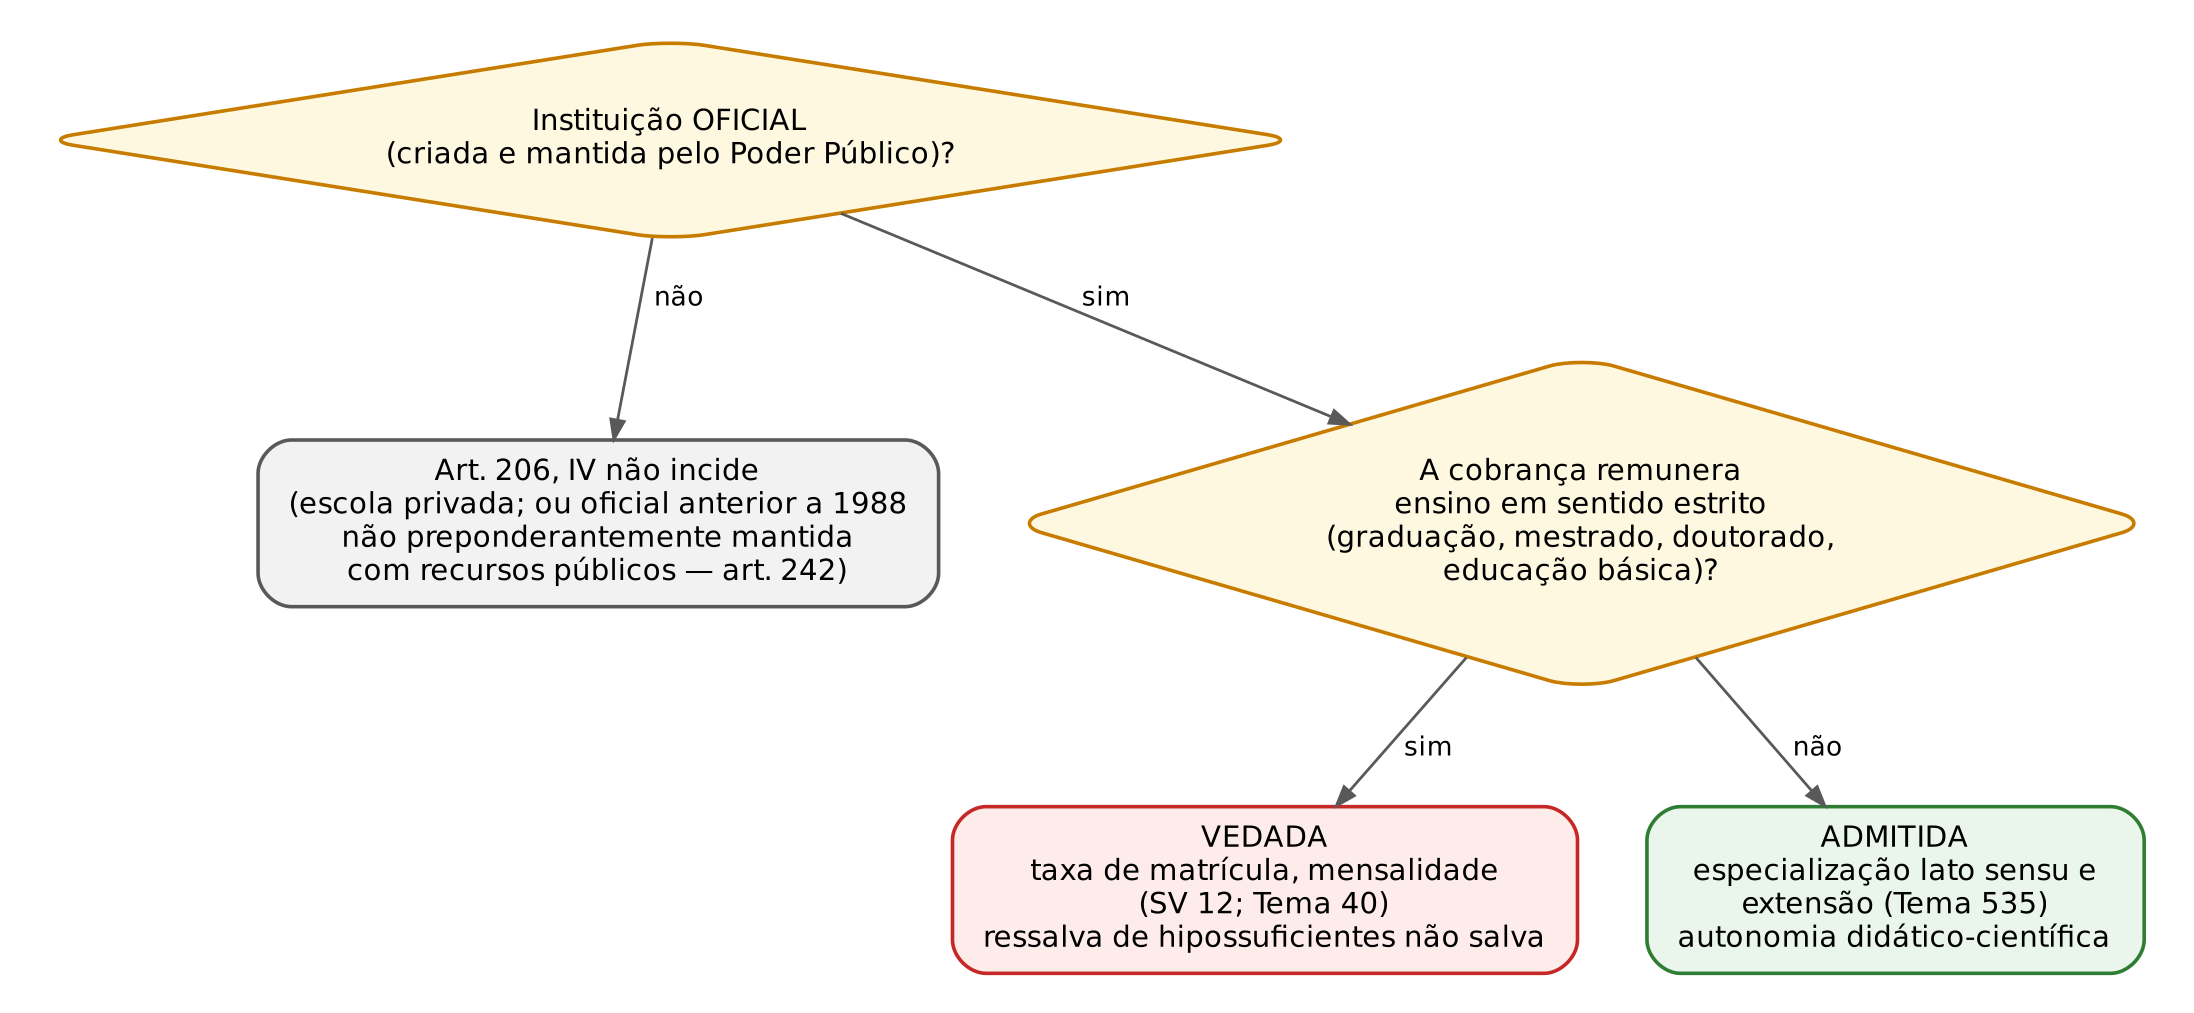 Instituição OFICIAL
(criada e mantida pelo Poder Público)?
não
sim
Art. 206, IV não incide
(escola privada; ou oficial anterior a 1988
não preponderantemente mantida
com recursos públicos — art. 242)
A cobrança remunera
ensino em sentido estrito
(graduação, mestrado, doutorado,
educação básica)?
sim
não
VEDADA
taxa de matrícula, mensalidade
(SV 12; Tema 40)
ressalva de hipossuficientes não salva
ADMITIDA
especialização lato sensu e
extensão (Tema 535)
autonomia didático-científica